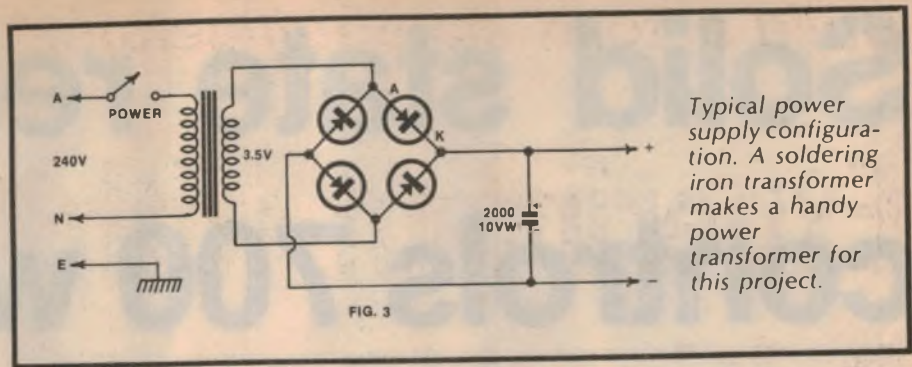 A
POWER
240V
3.5V
N
E
A
K
2000
10VW
+
−
FIG. 3
Typical power
supply configura-
tion. A soldering
iron transformer
makes a handy
power
transformer for
this project.